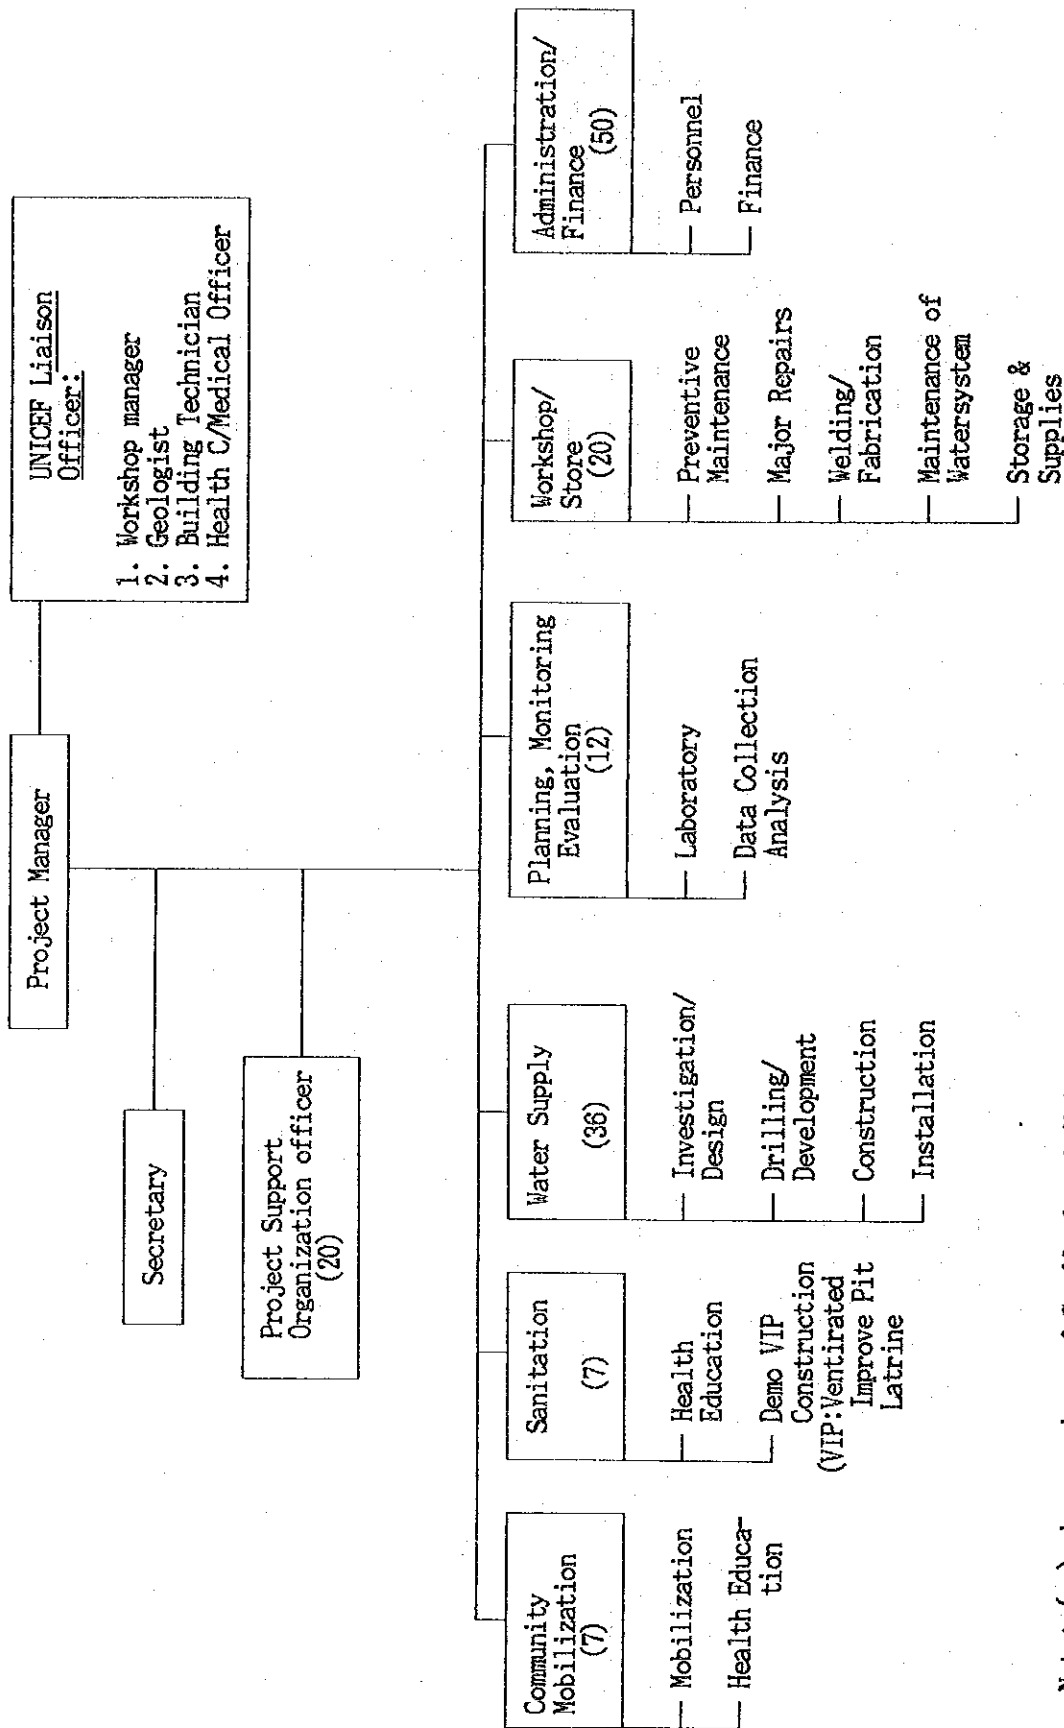 Project Manager
UNICEF Liaison
Officer:
1. Workshop manager
2. Geologist
3. Building Technician
4. Health C/Medical Officer
Secretary
Project Support
Organization officer
(20)
Community
Mobilization
(7)
Mobilization
Health Educa-
tion
Sanitation
(7)
Health
Education
Demo VIP
Construction
(VIP:Ventirated
Improve Pit
Latrine
Water Supply
(36)
Investigation/
Design
Drilling/
Development
Construction
Installation
Planning, Monitoring
Evaluation
(12)
Laboratory
Data Collection
Analysis
Workshop/
Store
(20)
Preventive
Maintenance
Major Repairs
Welding/
Fabrication
Maintenance of
Watersystem
Storage &
Supplies
Administration/
Finance
(50)
Personnel
Finance